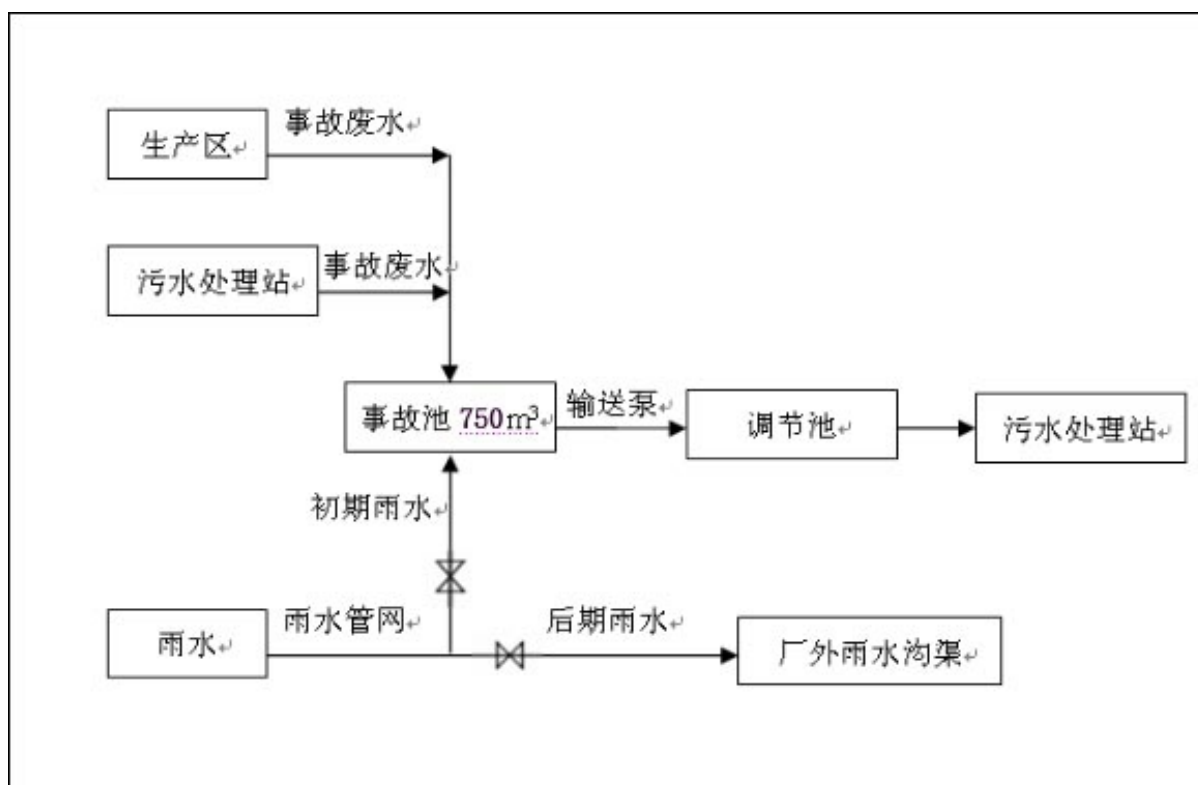 事故废水
生产区
事故废水
污水处理站
事故池 750m³
输送泵
调节池
污水处理站
初期雨水
雨水管网
后期雨水
雨水
厂外雨水沟渠